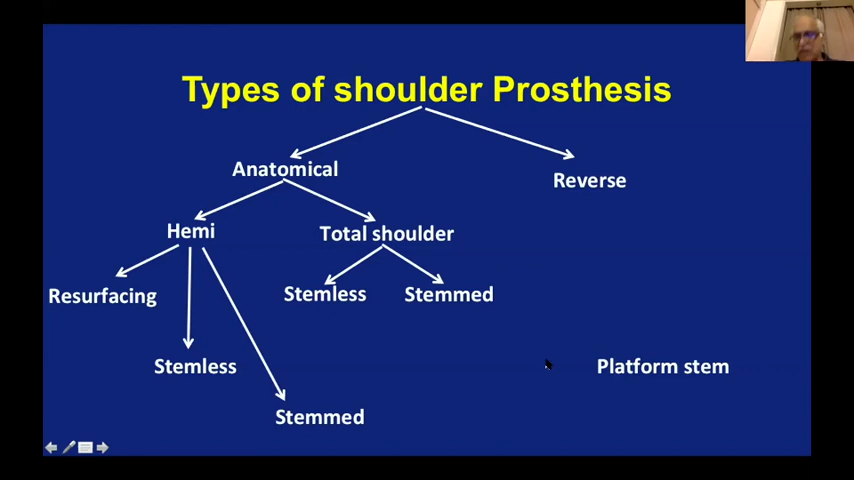 Types of shoulder Prosthesis
Anatomical
Reverse
Hemi
Total shoulder
Resurfacing
Stemless
Stemmed
Stemless
Platform stem
Stemmed